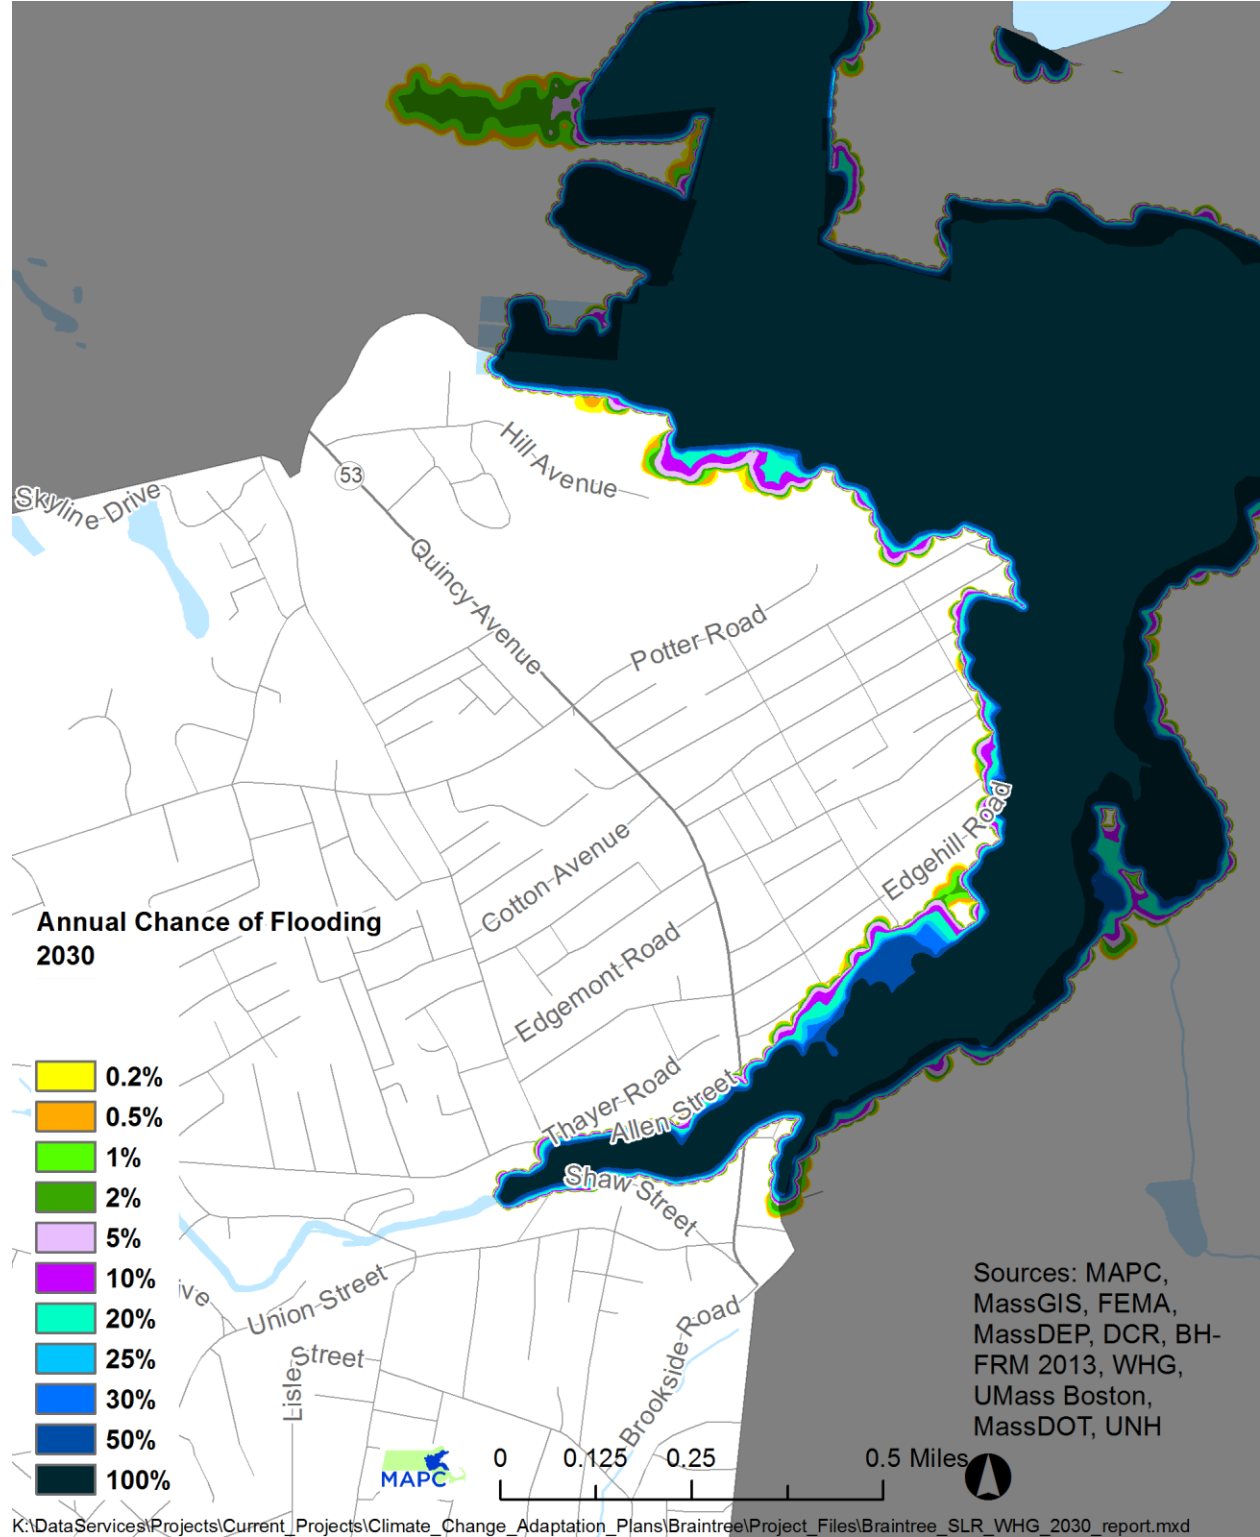 Hill Avenue
53
Skyline Drive
Quincy Avenue
Potter Road
Edgehill Road
Cotton Avenue
Edgemont Road
Annual Chance of Flooding
2030
Thayer Road
Allen Street
Shaw Street
0.2%
0.5%
1%
2%
5%
10%
20%
25%
30%
50%
100%
ive
Union Street
Lisle Street
Brookside Road
Sources: MAPC,
MassGIS, FEMA,
MassDEP, DCR, BH-
FRM 2013, WHG,
UMass Boston,
MassDOT, UNH
MAPC
0 0.125 0.25 0.5 Miles
K:\DataServices\Projects\Current_Projects\Climate_Change_Adaptation_Plans\Braintree\Project_Files\Braintree_SLR_WHG_2030_report.mxd